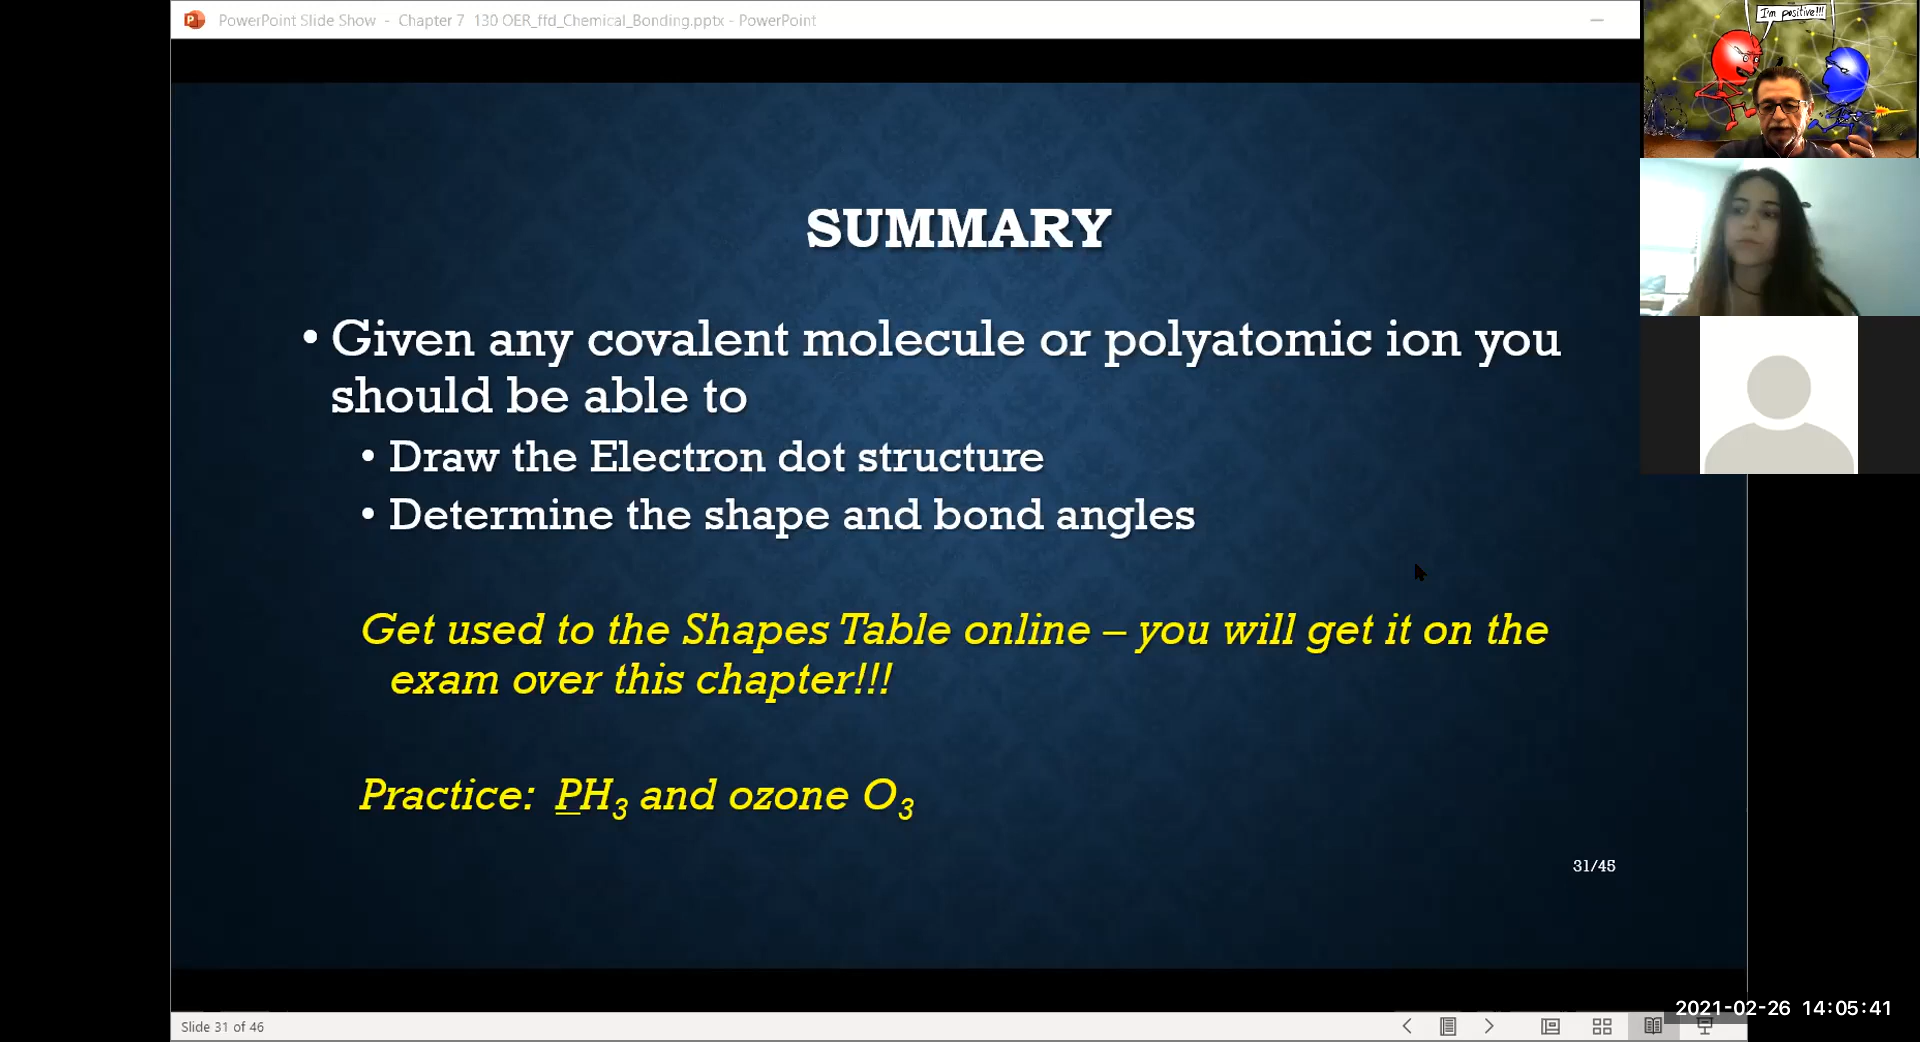 PowerPoint Slide Show - Chapter 7 130 OER_ffd_Chemical_Bonding.pptx - PowerPoint
I'm positive!!!
SUMMARY
• Given any covalent molecule or polyatomic ion you
should be able to
• Draw the Electron dot structure
• Determine the shape and bond angles
Get used to the Shapes Table online – you will get it on the
exam over this chapter!!!
Practice: PH3 and ozone O3
31/45
2021-02-26 14:05:41
Slide 31 of 46